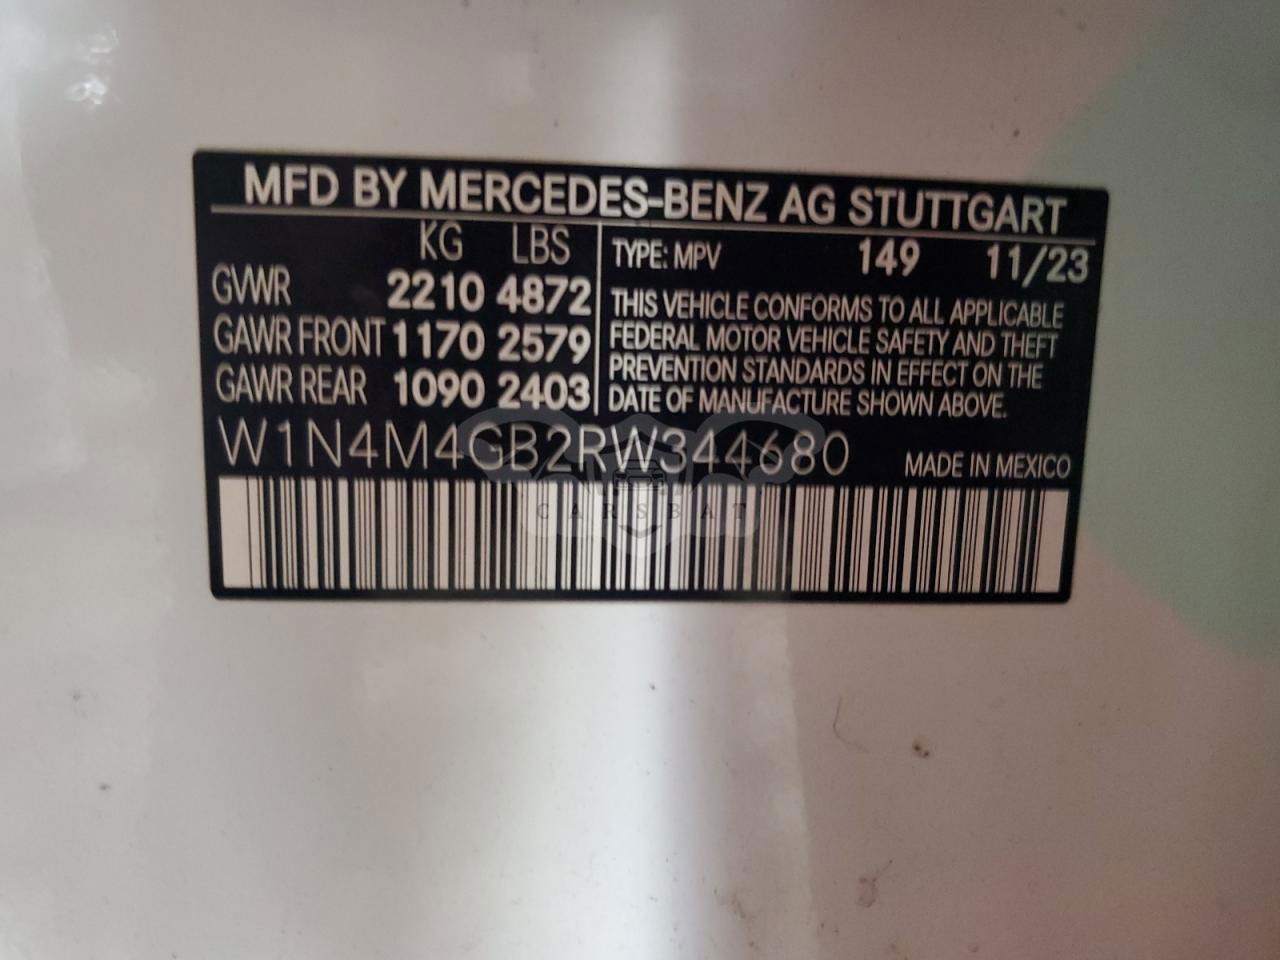 MFD BY MERCEDES-BENZ AG STUTTGART
KG LBS
GVWR 2210 4872
GAWR FRONT 1170 2579
GAWR REAR 1090 2403
TYPE: MPV 149 11/23
THIS VEHICLE CONFORMS TO ALL APPLICABLE
FEDERAL MOTOR VEHICLE SAFETY AND THEFT
PREVENTION STANDARDS IN EFFECT ON THE
DATE OF MANUFACTURE SHOWN ABOVE.
W1N4M4GB2RW344680 MADE IN MEXICO
CARSBAT